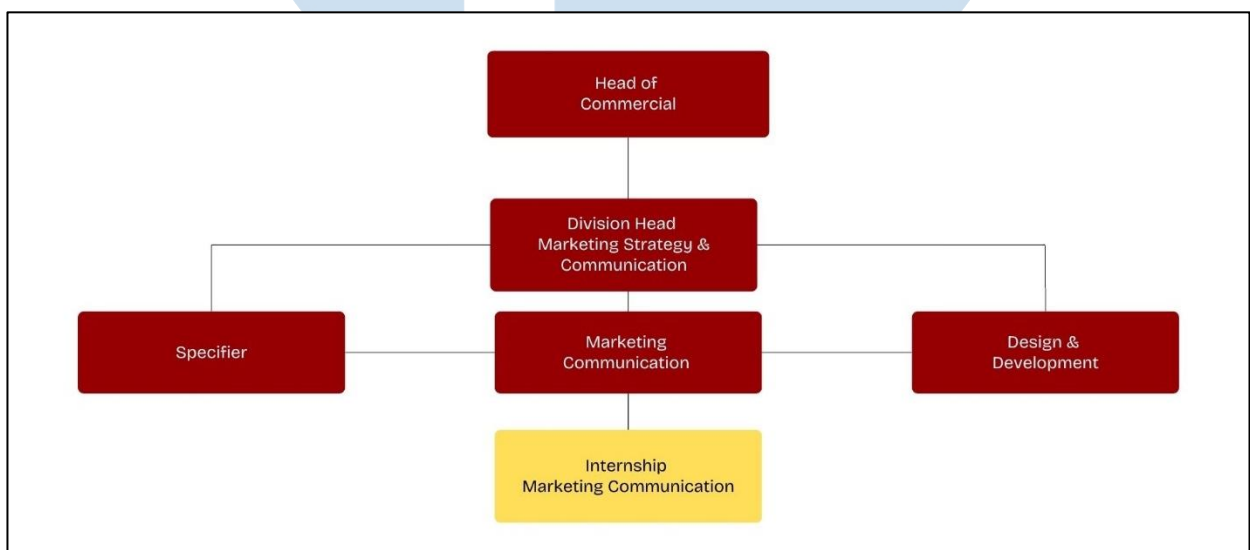 Head of
Commercial
Division Head
Marketing Strategy &
Communication
Specifier
Marketing
Communication
Design &
Development
Internship
Marketing Communication